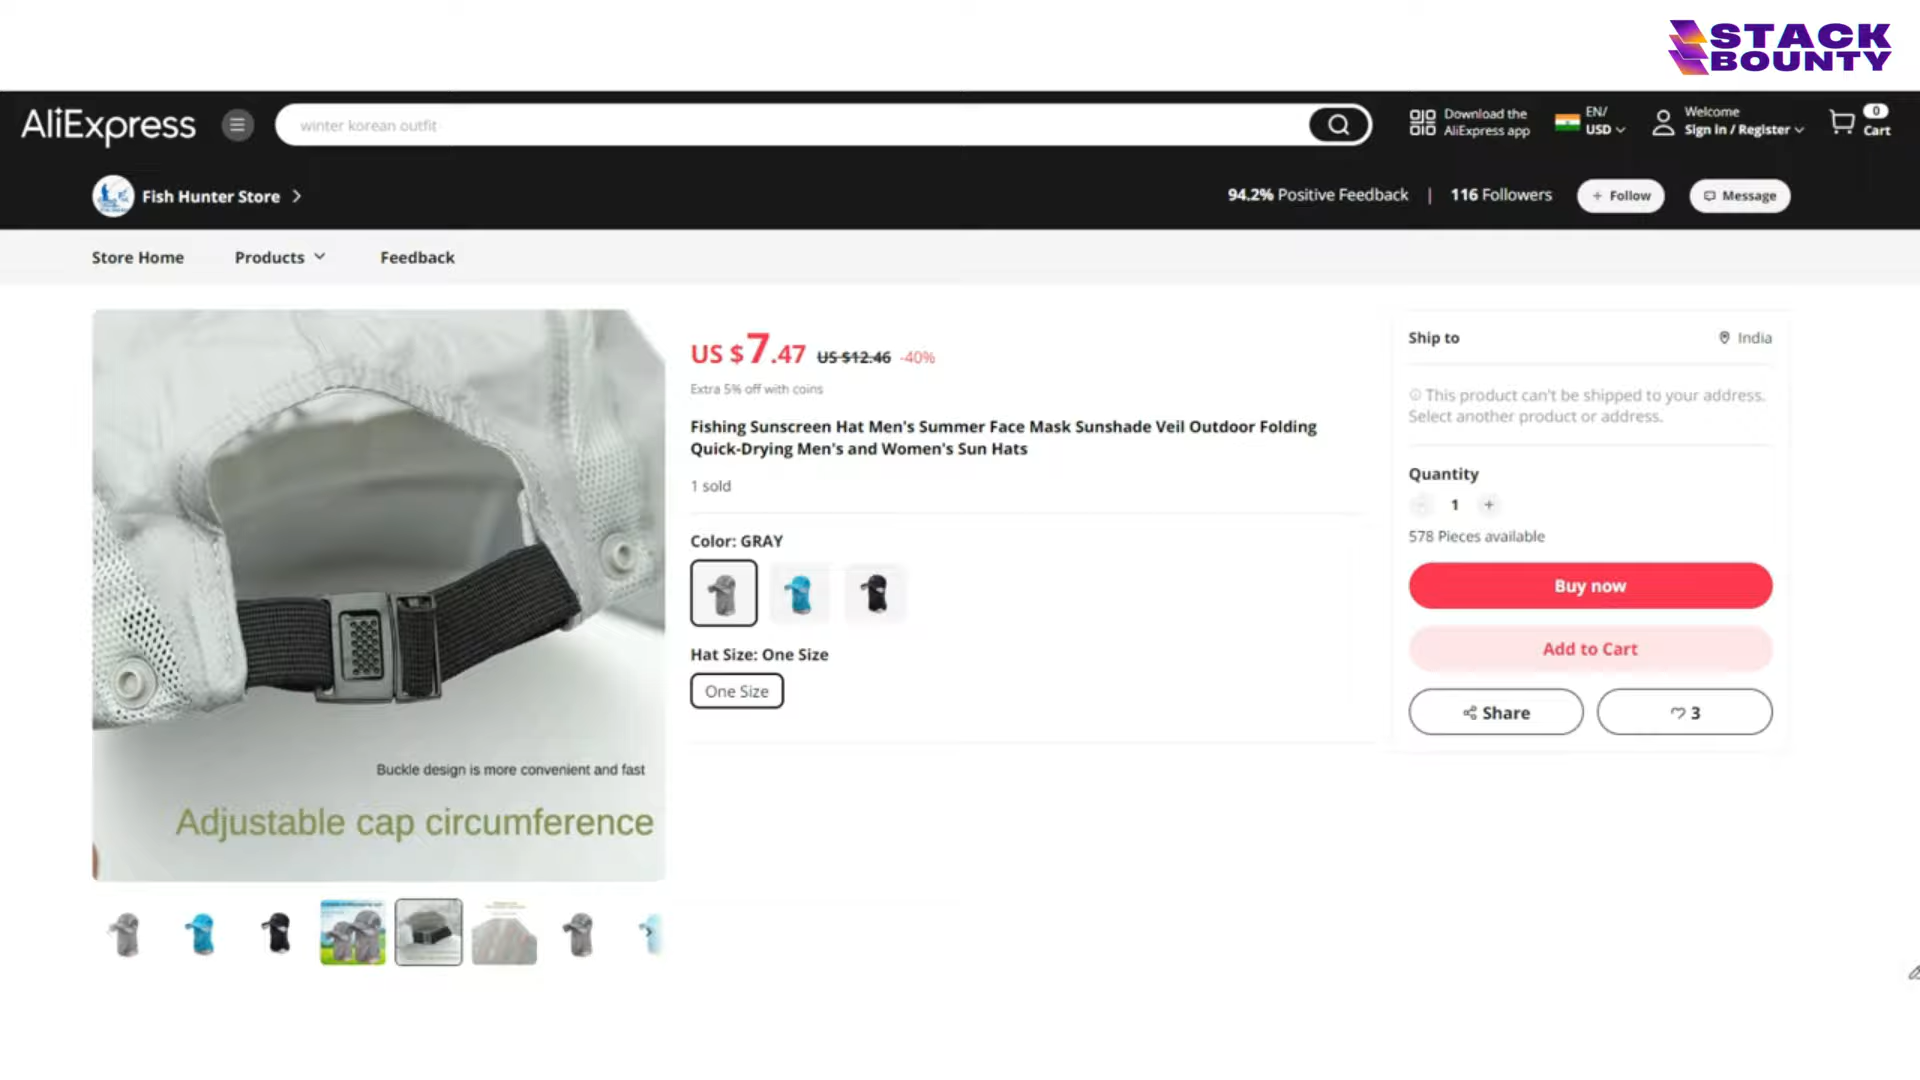 STACK
BOUNTY
AliExpress
winter korean outfit
Download the
AliExpress app
EN/
USD
Welcome
Sign in / Register
0
Cart
Fish Hunter Store
94.2% Positive Feedback | 116 Followers
+ Follow
Message
Store Home
Products
Feedback
US $7.47 US $12.46 -40%
Extra 5% off with coins
Fishing Sunscreen Hat Men's Summer Face Mask Sunshade Veil Outdoor Folding
Quick-Drying Men's and Women's Sun Hats
1 sold
Color: GRAY
Hat Size: One Size
One Size
Buckle design is more convenient and fast
Adjustable cap circumference
Ship to
India
This product can't be shipped to your address.
Select another product or address.
Quantity
- 1 +
578 Pieces available
Buy now
Add to Cart
Share
3